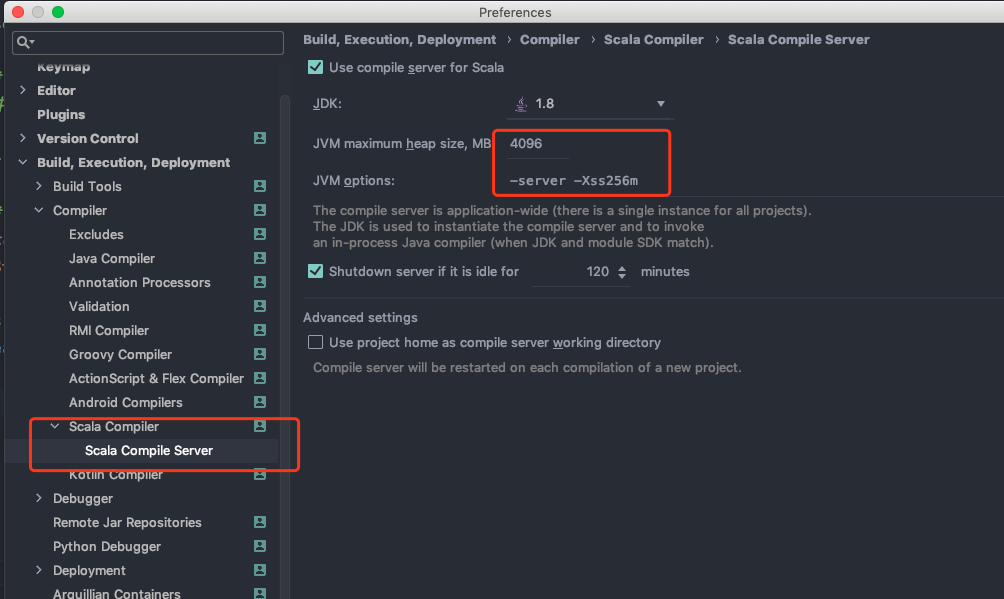 Preferences
Keymap
Editor
Plugins
Version Control
Build, Execution, Deployment
Build Tools
Compiler
Excludes
Java Compiler
Annotation Processors
Validation
RMI Compiler
Groovy Compiler
ActionScript & Flex Compiler
Android Compilers
Scala Compiler
Scala Compile Server
Kotlin Compiler
Debugger
Remote Jar Repositories
Python Debugger
Deployment
Arquillian Containers
Build, Execution, Deployment › Compiler › Scala Compiler › Scala Compile Server
Use compile server for Scala
JDK: 1.8
JVM maximum heap size, MB 4096
JVM options: -server -Xss256m
The compile server is application-wide (there is a single instance for all projects).
The JDK is used to instantiate the compile server and to invoke
an in-process Java compiler (when JDK and module SDK match).
Shutdown server if it is idle for 120 minutes
Advanced settings
Use project home as compile server working directory
Compile server will be restarted on each compilation of a new project.